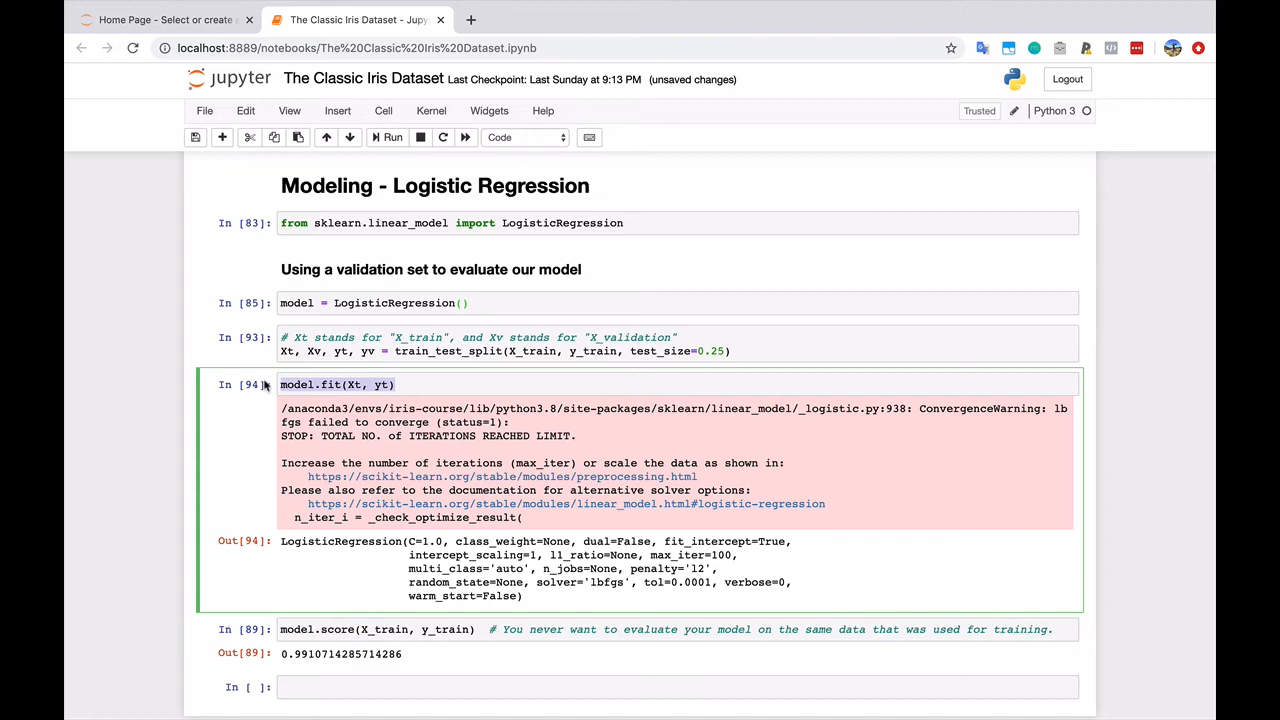 Home Page - Select or create a
The Classic Iris Dataset - Jupy
localhost:8889/notebooks/The%20Classic%20Iris%20Dataset.ipynb
jupyter The Classic Iris Dataset Last Checkpoint: Last Sunday at 9:13 PM (unsaved changes) Logout
File Edit View Insert Cell Kernel Widgets Help Trusted Python 3
Run Code
Modeling - Logistic Regression
In [83]: from sklearn.linear_model import LogisticRegression
Using a validation set to evaluate our model
In [85]: model = LogisticRegression()
In [93]: # Xt stands for "X_train", and Xv stands for "X_validation"
Xt, Xv, yt, yv = train_test_split(X_train, y_train, test_size=0.25)
In [94]: model.fit(Xt, yt)
/anaconda3/envs/iris-course/lib/python3.8/site-packages/sklearn/linear_model/_logistic.py:938: ConvergenceWarning: lb
fgs failed to converge (status=1):
STOP: TOTAL NO. of ITERATIONS REACHED LIMIT.
Increase the number of iterations (max_iter) or scale the data as shown in:
https://scikit-learn.org/stable/modules/preprocessing.html
Please also refer to the documentation for alternative solver options:
https://scikit-learn.org/stable/modules/linear_model.html#logistic-regression
n_iter_i = _check_optimize_result(
Out[94]: LogisticRegression(C=1.0, class_weight=None, dual=False, fit_intercept=True,
intercept_scaling=1, l1_ratio=None, max_iter=100,
multi_class='auto', n_jobs=None, penalty='l2',
random_state=None, solver='lbfgs', tol=0.0001, verbose=0,
warm_start=False)
In [89]: model.score(X_train, y_train) # You never want to evaluate your model on the same data that was used for training.
Out[89]: 0.9910714285714286
In [ ]: